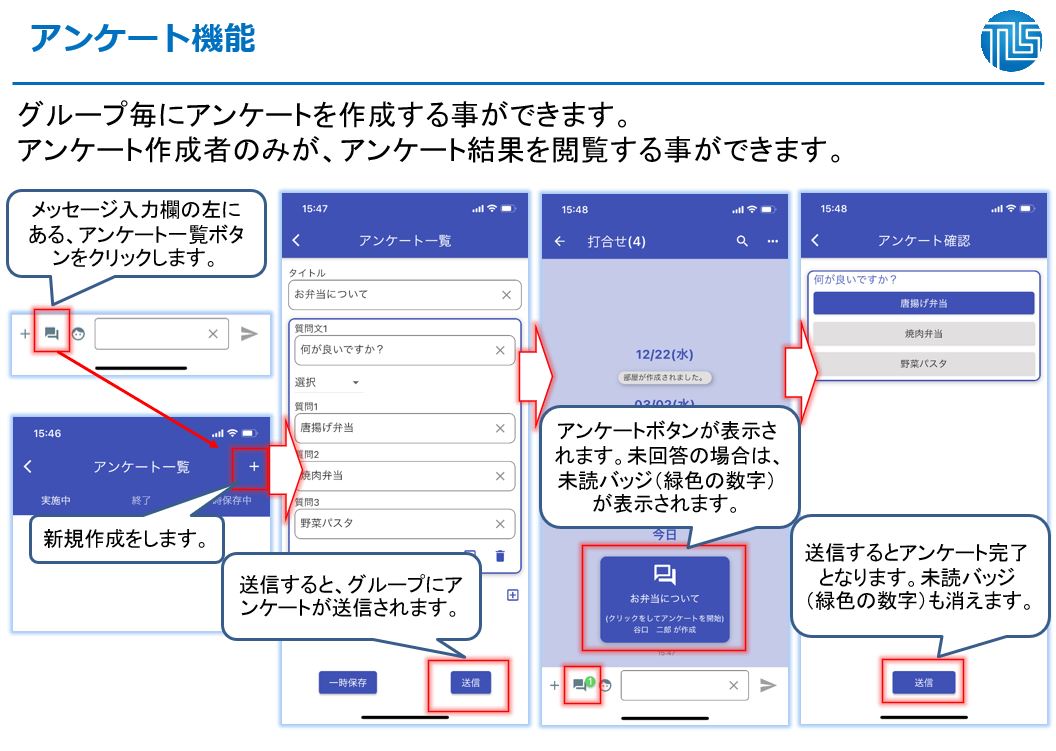 アンケート機能
TLS
グループ毎にアンケートを作成する事ができます。
アンケート作成者のみが、アンケート結果を閲覧する事ができます。
メッセージ入力欄の左に
ある、アンケート一覧ボタ
ンをクリックします。
15:46
アンケート一覧
実施中
終了
時保存中
新規作成をします。
15:47
アンケート一覧
タイトル
お弁当について
質問文1
何が良いですか？
選択
質問1
唐揚げ弁当
質問2
焼肉弁当
質問3
野菜パスタ
送信すると、グループにア
ンケートが送信されます。
一時保存
送信
15:48
打合せ(4)
12/22(水)
部屋が作成されました。
03/02(水)
アンケートボタンが表示さ
れます。未回答の場合は、
未読バッジ（緑色の数字）
が表示されます。
今日
お弁当について
(クリックをしてアンケートを開始)
谷口　二郎 が作成
15:47
1
15:48
アンケート確認
何が良いですか？
唐揚げ弁当
焼肉弁当
野菜パスタ
送信するとアンケート完了
となります。未読バッジ
（緑色の数字）も消えます。
送信